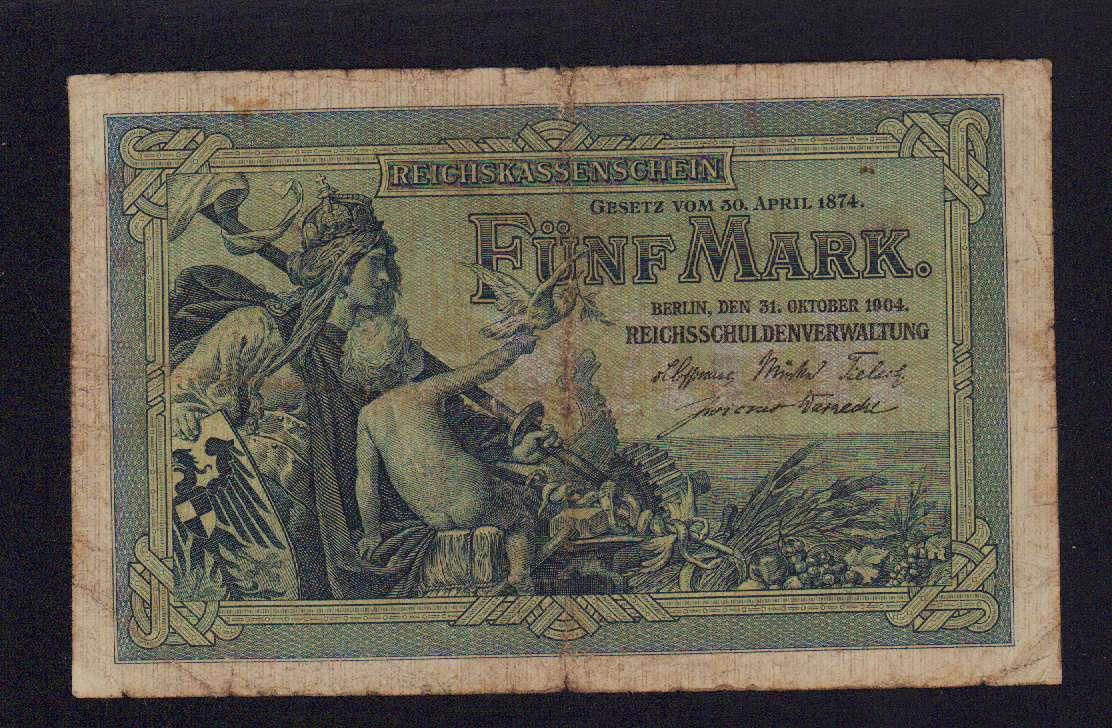 REICHSKASSENSCHEIN
GESETZ VOM 30. APRIL 1874.
FÜNF MARK.
BERLIN, DEN 31. OKTOBER 1904.
REICHSSCHULDENVERWALTUNG